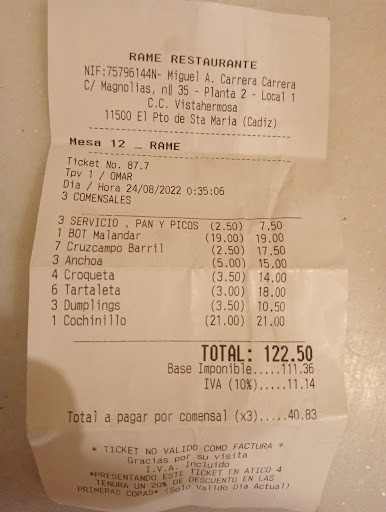 RAME RESTAURANTE
NIF:75796144N- Miguel A. Carrera Carrera
C/ Magnolias, nº 35 - Planta 2 - Local 1
C.C. Vistahermosa
11500 El Pto de Sta Maria (Cadiz)
Mesa 12 _ RAME
Ticket No. 87.7
Tpv 1 / OMAR
Dia / Hora 24/08/2022 0:35:06
3 COMENSALES
3 SERVICIO , PAN Y PICOS (2.50) 7.50
1 BOT Malandar (19.00) 19.00
7 Cruzcampo Barril (2.50) 17.50
3 Anchoa (5.00) 15.00
4 Croqueta (3.50) 14.00
6 Tartaleta (3.00) 18.00
3 Dumplings (3.50) 10.50
1 Cochinillo (21.00) 21.00
TOTAL: 122.50
Base Imponible.....111.36
IVA (10%).....11.14
Total a pagar por comensal (x3).....40.83
* TICKET NO VALIDO COMO FACTURA *
Gracias por su visita
I.V.A. Incluido
*PRESENTANDO ESTE TICKET EN ATICO 4
TENDRA UN 20% DE DESCUENTO EN LAS
PRIMERAS COPAS* (Solo Valido Dia Actual)